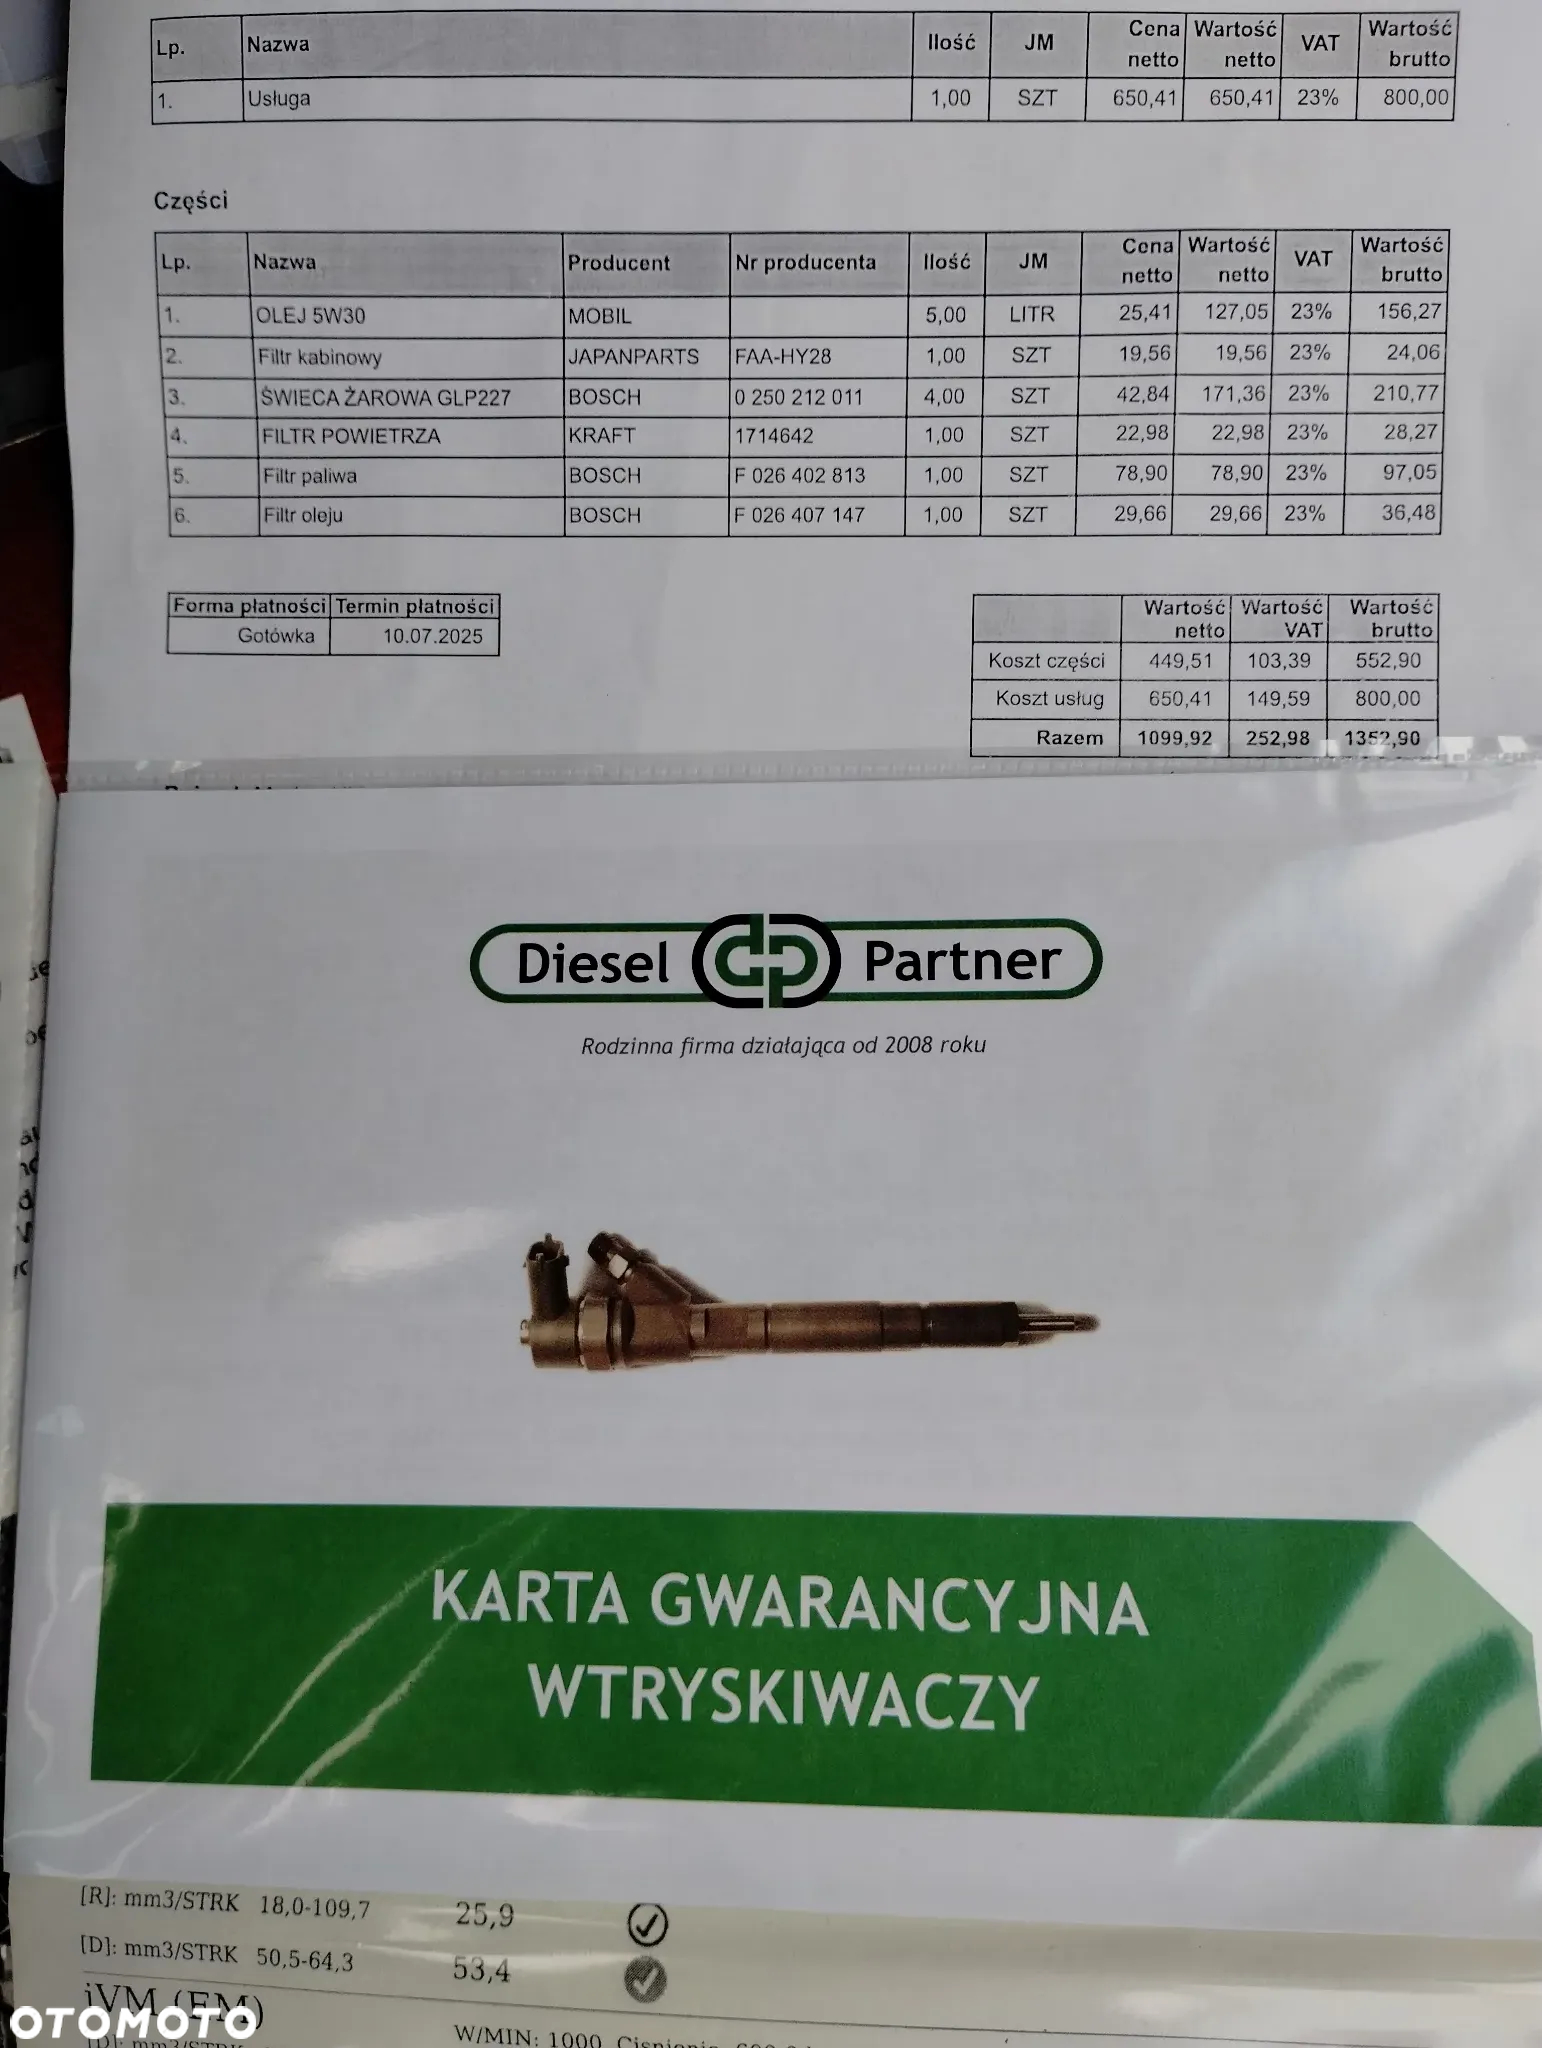 Lp. Nazwa Ilość JM Cena netto Wartość netto VAT Wartość brutto
1. Usługa 1,00 SZT 650,41 650,41 23% 800,00
Części
Lp. Nazwa Producent Nr producenta Ilość JM Cena netto Wartość netto VAT Wartość brutto
1. OLEJ 5W30 MOBIL 5,00 LITR 25,41 127,05 23% 156,27
2. Filtr kabinowy JAPANPARTS FAA-HY28 1,00 SZT 19,56 19,56 23% 24,06
3. ŚWIECA ŻAROWA GLP227 BOSCH 0 250 212 011 4,00 SZT 42,84 171,36 23% 210,77
4. FILTR POWIETRZA KRAFT 1714642 1,00 SZT 22,98 22,98 23% 28,27
5. Filtr paliwa BOSCH F 026 402 813 1,00 SZT 78,90 78,90 23% 97,05
6. Filtr oleju BOSCH F 026 407 147 1,00 SZT 29,66 29,66 23% 36,48
Forma płatności Termin płatności
Gotówka 10.07.2025
Wartość netto Wartość VAT Wartość brutto
Koszt części 449,51 103,39 552,90
Koszt usług 650,41 149,59 800,00
Razem 1099,92 252,98 1352,90
Diesel dp Partner
Rodzinna firma działająca od 2008 roku
KARTA GWARANCYJNA
WTRYSKIWACZY
[R]: mm3/STRK 18,0-109,7 25,9
[D]: mm3/STRK 50,5-64,3 53,4
iVM (EM)
W/MIN: 1000
OTOMOTO